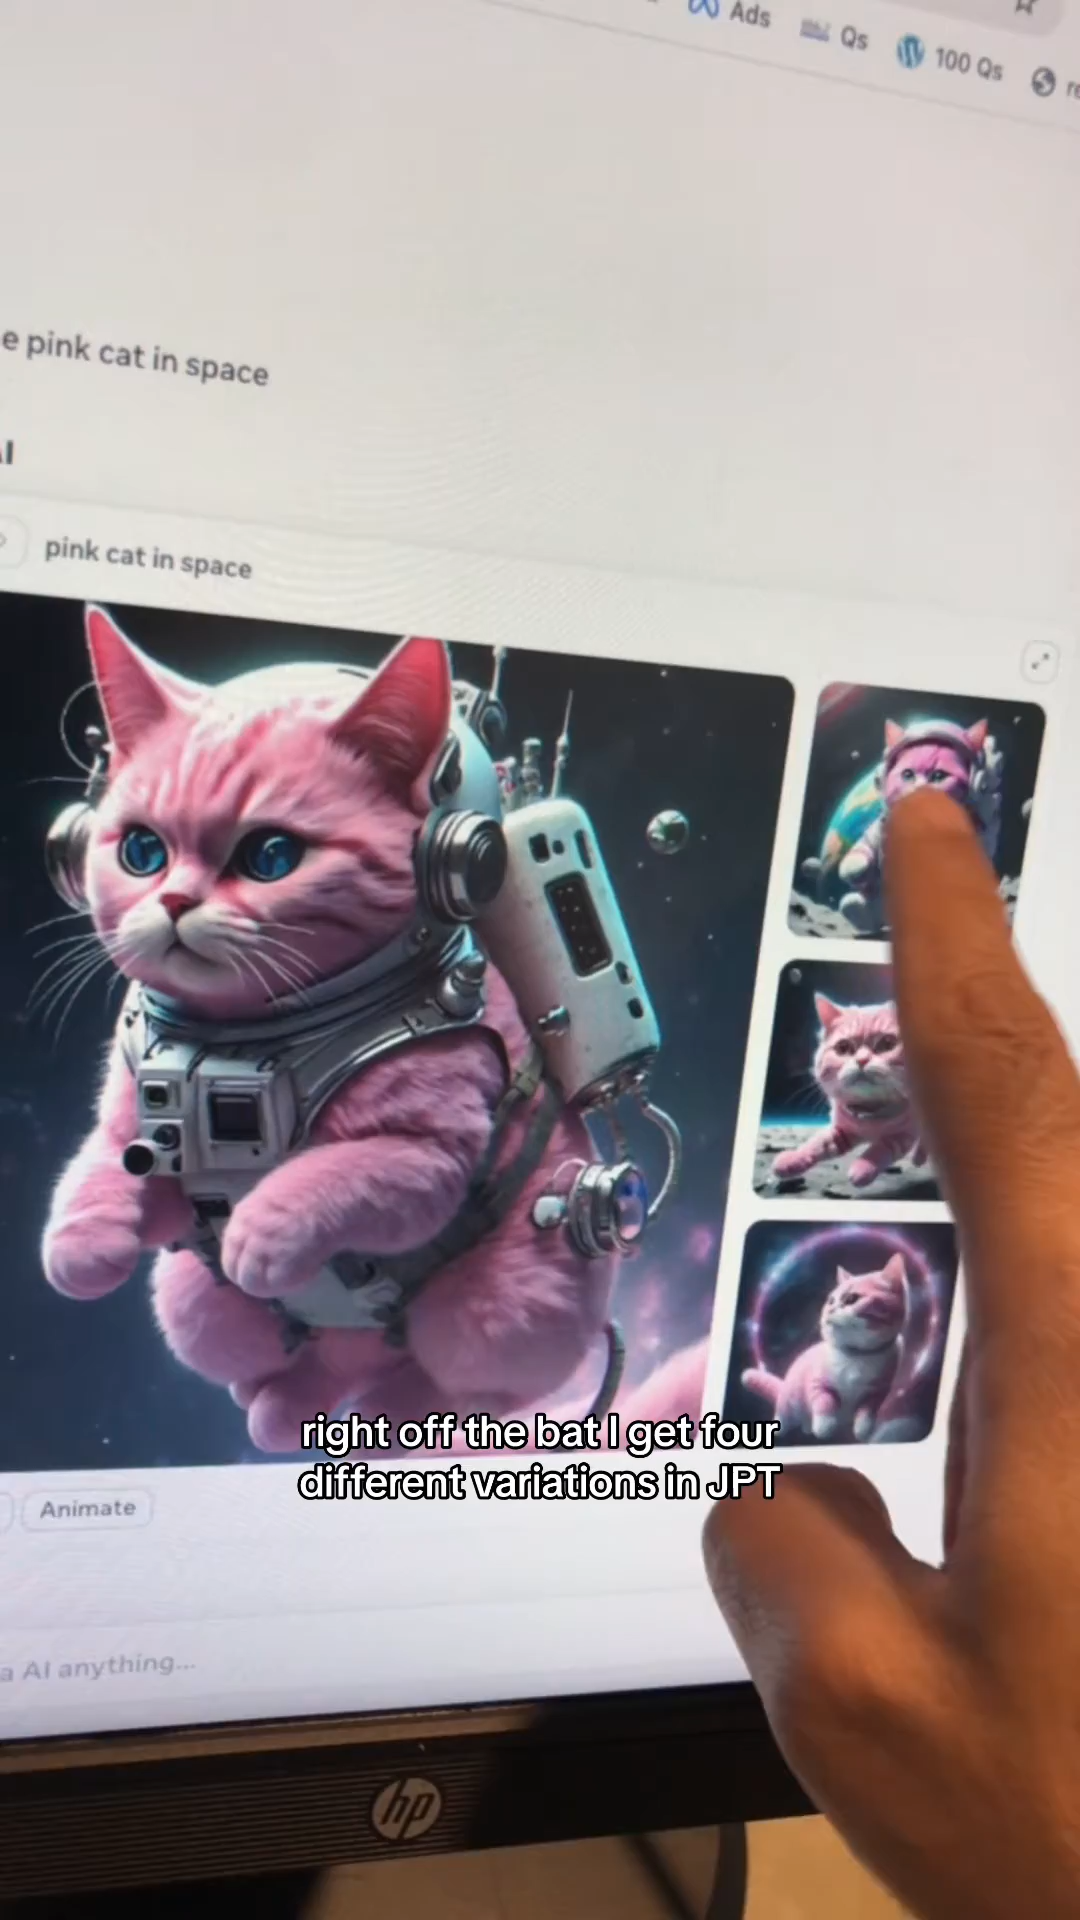 Ads
Qs
100 Qs
e pink cat in space
AI
pink cat in space
right off the bat I get four
different variations in JPT
Animate
a AI anything...
hp